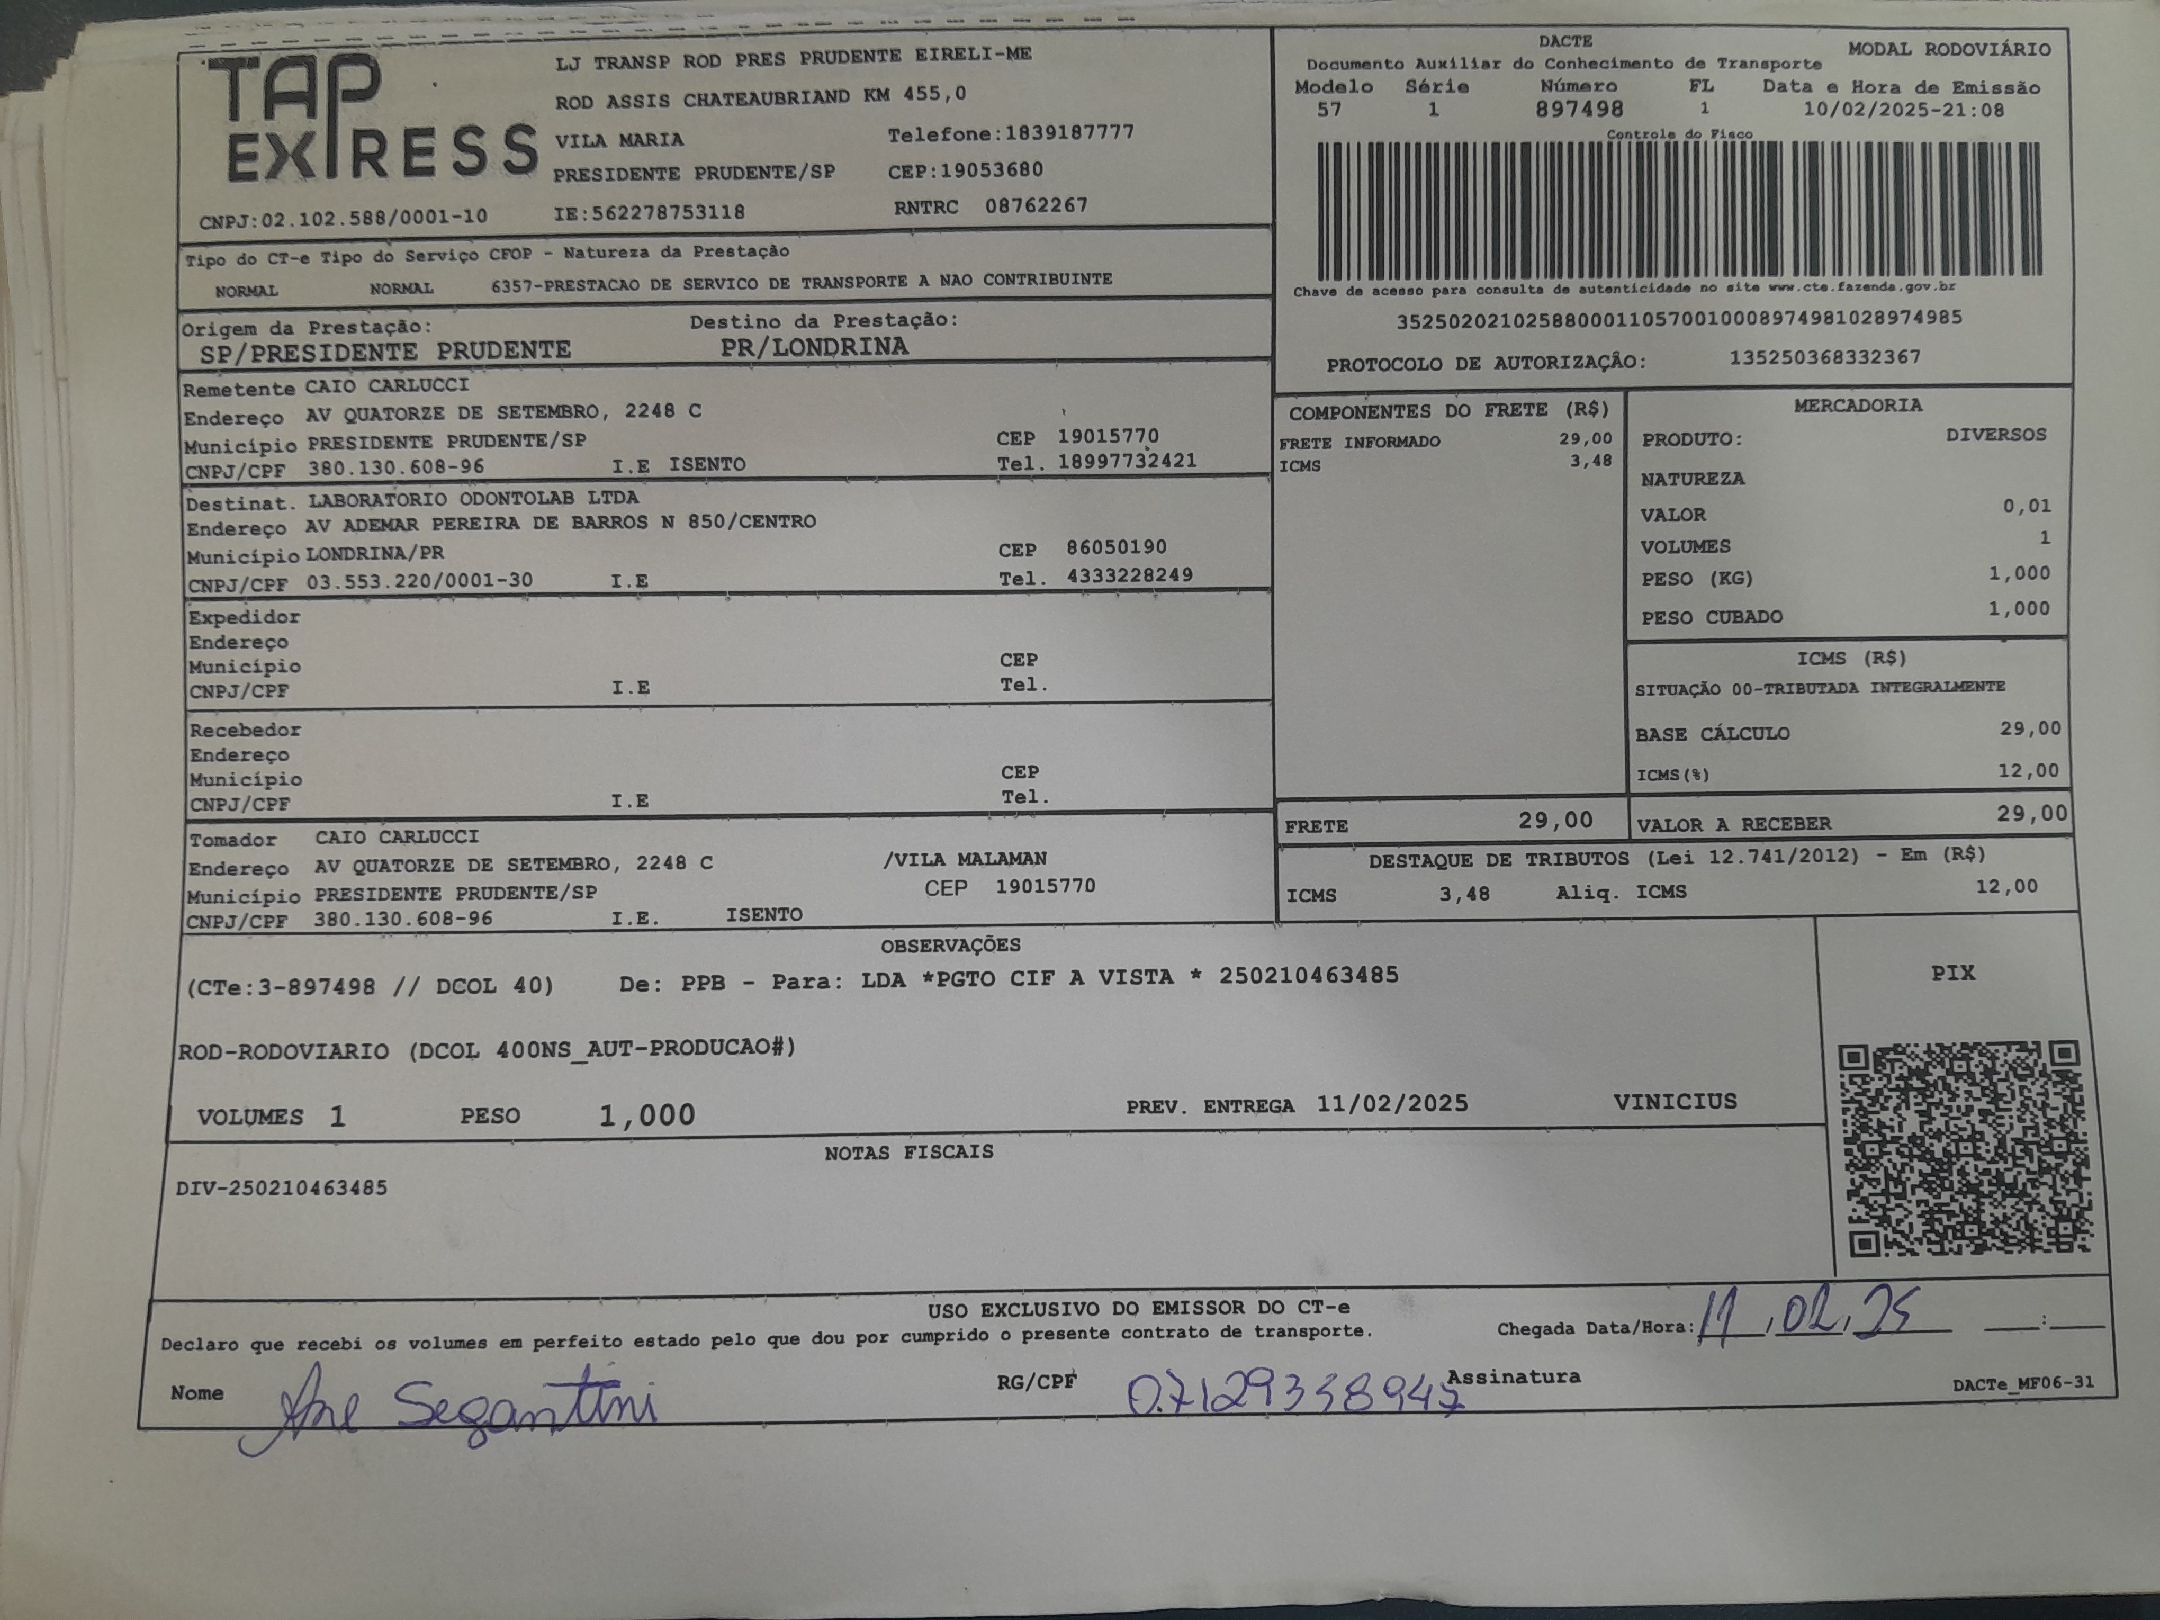 TAP EXPRESS
LJ TRANSP ROD PRES PRUDENTE EIRELI-ME
ROD ASSIS CHATEAUBRIAND KM 455,0
VILA MARIA Telefone:1839187777
PRESIDENTE PRUDENTE/SP CEP:19053680
CNPJ:02.102.588/0001-10 IE:562278753118 RNTRC 08762267
DACTE MODAL RODOVIÁRIO
Documento Auxiliar do Conhecimento de Transporte
Modelo Série Número FL Data e Hora de Emissão
57 1 897498 1 10/02/2025-21:08
Controle do Fisco
Chave de acesso para consulta de autenticidade no site www.cte.fazenda.gov.br
35250202102588000110570010008974981028974985
PROTOCOLO DE AUTORIZAÇÂO: 135250368332367
Tipo do CT-e Tipo do Serviço CFOP - Natureza da Prestação
NORMAL NORMAL 6357-PRESTACAO DE SERVICO DE TRANSPORTE A NAO CONTRIBUINTE
Origem da Prestação: Destino da Prestação:
SP/PRESIDENTE PRUDENTE PR/LONDRINA
Remetente CAIO CARLUCCI
Endereço AV QUATORZE DE SETEMBRO, 2248 C
Município PRESIDENTE PRUDENTE/SP CEP 19015770
CNPJ/CPF 380.130.608-96 I.E ISENTO Tel. 18997732421
Destinat. LABORATORIO ODONTOLAB LTDA
Endereço AV ADEMAR PEREIRA DE BARROS N 850/CENTRO
Município LONDRINA/PR CEP 86050190
CNPJ/CPF 03.553.220/0001-30 I.E Tel. 4333228249
Expedidor
Endereço
Município CEP
CNPJ/CPF I.E Tel.
Recebedor
Endereço
Município CEP
CNPJ/CPF I.E Tel.
Tomador CAIO CARLUCCI
Endereço AV QUATORZE DE SETEMBRO, 2248 C /VILA MALAMAN
Município PRESIDENTE PRUDENTE/SP CEP 19015770
CNPJ/CPF 380.130.608-96 I.E. ISENTO
COMPONENTES DO FRETE (R$)
FRETE INFORMADO 29,00
ICMS 3,48
MERCADORIA
PRODUTO: DIVERSOS
NATUREZA
VALOR 0,01
VOLUMES 1
PESO (KG) 1,000
PESO CUBADO 1,000
ICMS (R$)
SITUAÇÃO 00-TRIBUTADA INTEGRALMENTE
BASE CÁLCULO 29,00
ICMS(%) 12,00
FRETE 29,00 VALOR A RECEBER 29,00
DESTAQUE DE TRIBUTOS (Lei 12.741/2012) - Em (R$)
ICMS 3,48 Aliq. ICMS 12,00
OBSERVAÇÕES
(CTe:3-897498 // DCOL 40) De: PPB - Para: LDA *PGTO CIF A VISTA * 250210463485
ROD-RODOVIARIO (DCOL 400NS_AUT-PRODUCAO#)
VOLUMES 1 PESO 1,000 PREV. ENTREGA 11/02/2025 VINICIUS
PIX
NOTAS FISCAIS
DIV-250210463485
USO EXCLUSIVO DO EMISSOR DO CT-e
Declaro que recebi os volumes em perfeito estado pelo que dou por cumprido o presente contrato de transporte. Chegada Data/Hora: 11,02,25 :
Nome Ane Segantini RG/CPF 07129338947 Assinatura
DACTe_MF06-31